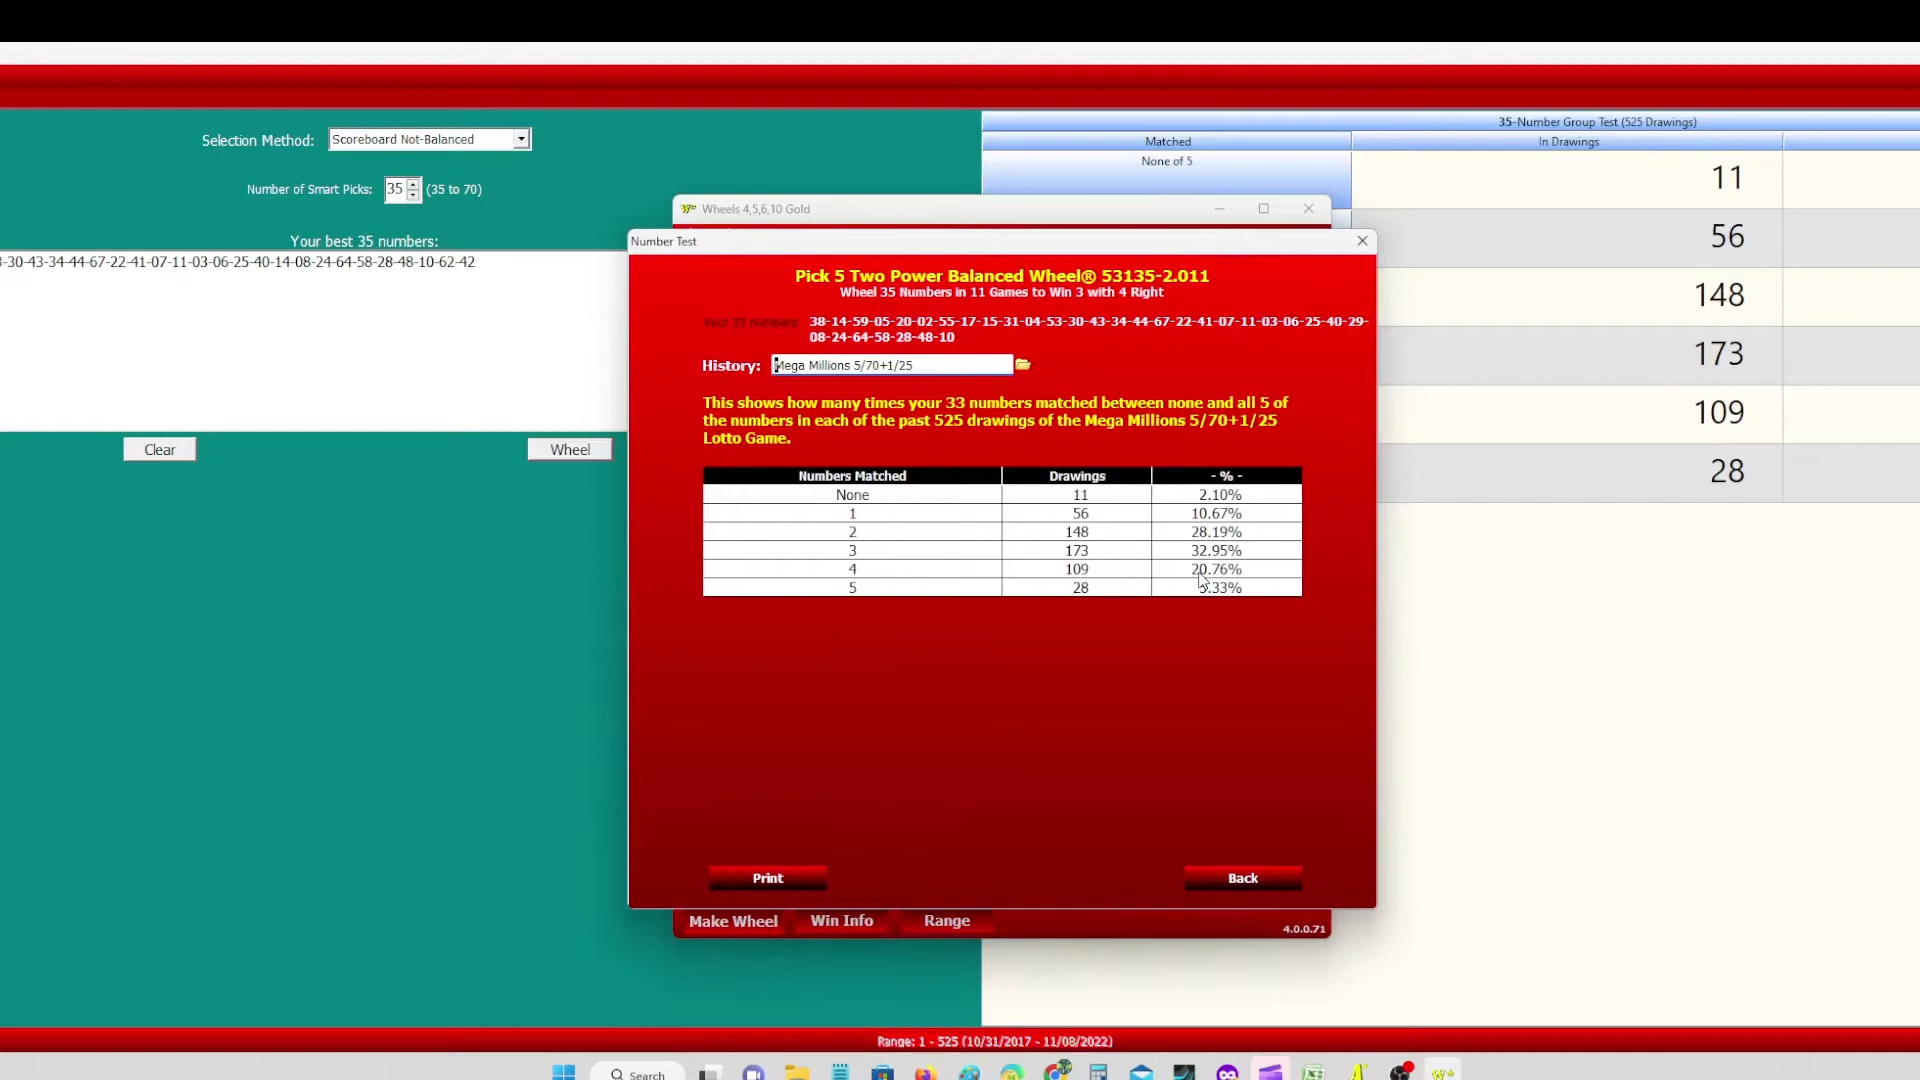 Selection Method: Scoreboard Not-Balanced
Number of Smart Picks: 35 (35 to 70)
Your best 35 numbers:
-30-43-34-44-67-22-41-07-11-03-06-25-40-14-08-24-64-58-28-48-10-62-42
Clear
Wheel
35-Number Group Test (525 Drawings)
Matched In Drawings
None of 5 11
56
148
173
109
28
Wheels 4,5,6,10 Gold
Number Test
Pick 5 Two Power Balanced Wheel® 53135-2.011
Wheel 35 Numbers in 11 Games to Win 3 with 4 Right
Your 33 numbers: 38-14-59-05-20-02-55-17-15-31-04-53-30-43-34-44-67-22-41-07-11-03-06-25-40-29-
08-24-64-58-28-48-10
History: Mega Millions 5/70+1/25
This shows how many times your 33 numbers matched between none and all 5 of
the numbers in each of the past 525 drawings of the Mega Millions 5/70+1/25
Lotto Game.
Numbers Matched Drawings - % -
None 11 2.10%
1 56 10.67%
2 148 28.19%
3 173 32.95%
4 109 20.76%
5 28 5.33%
Print
Back
Make Wheel Win Info Range
4.0.0.71
Range: 1 - 525 (10/31/2017 - 11/08/2022)
Search